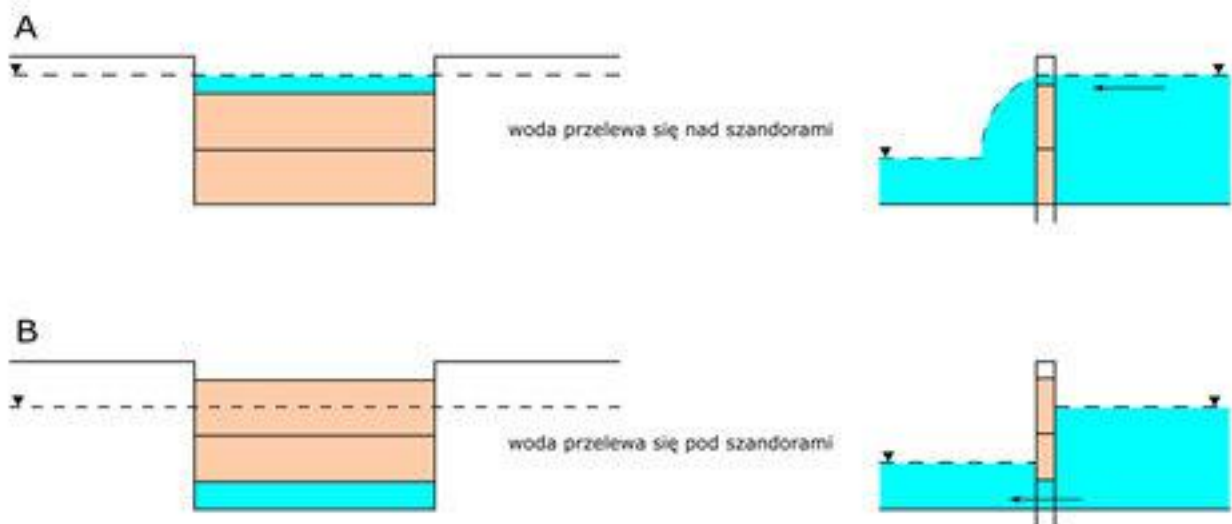 A
woda przelewa się nad szandorami
B
woda przelewa się pod szandorami